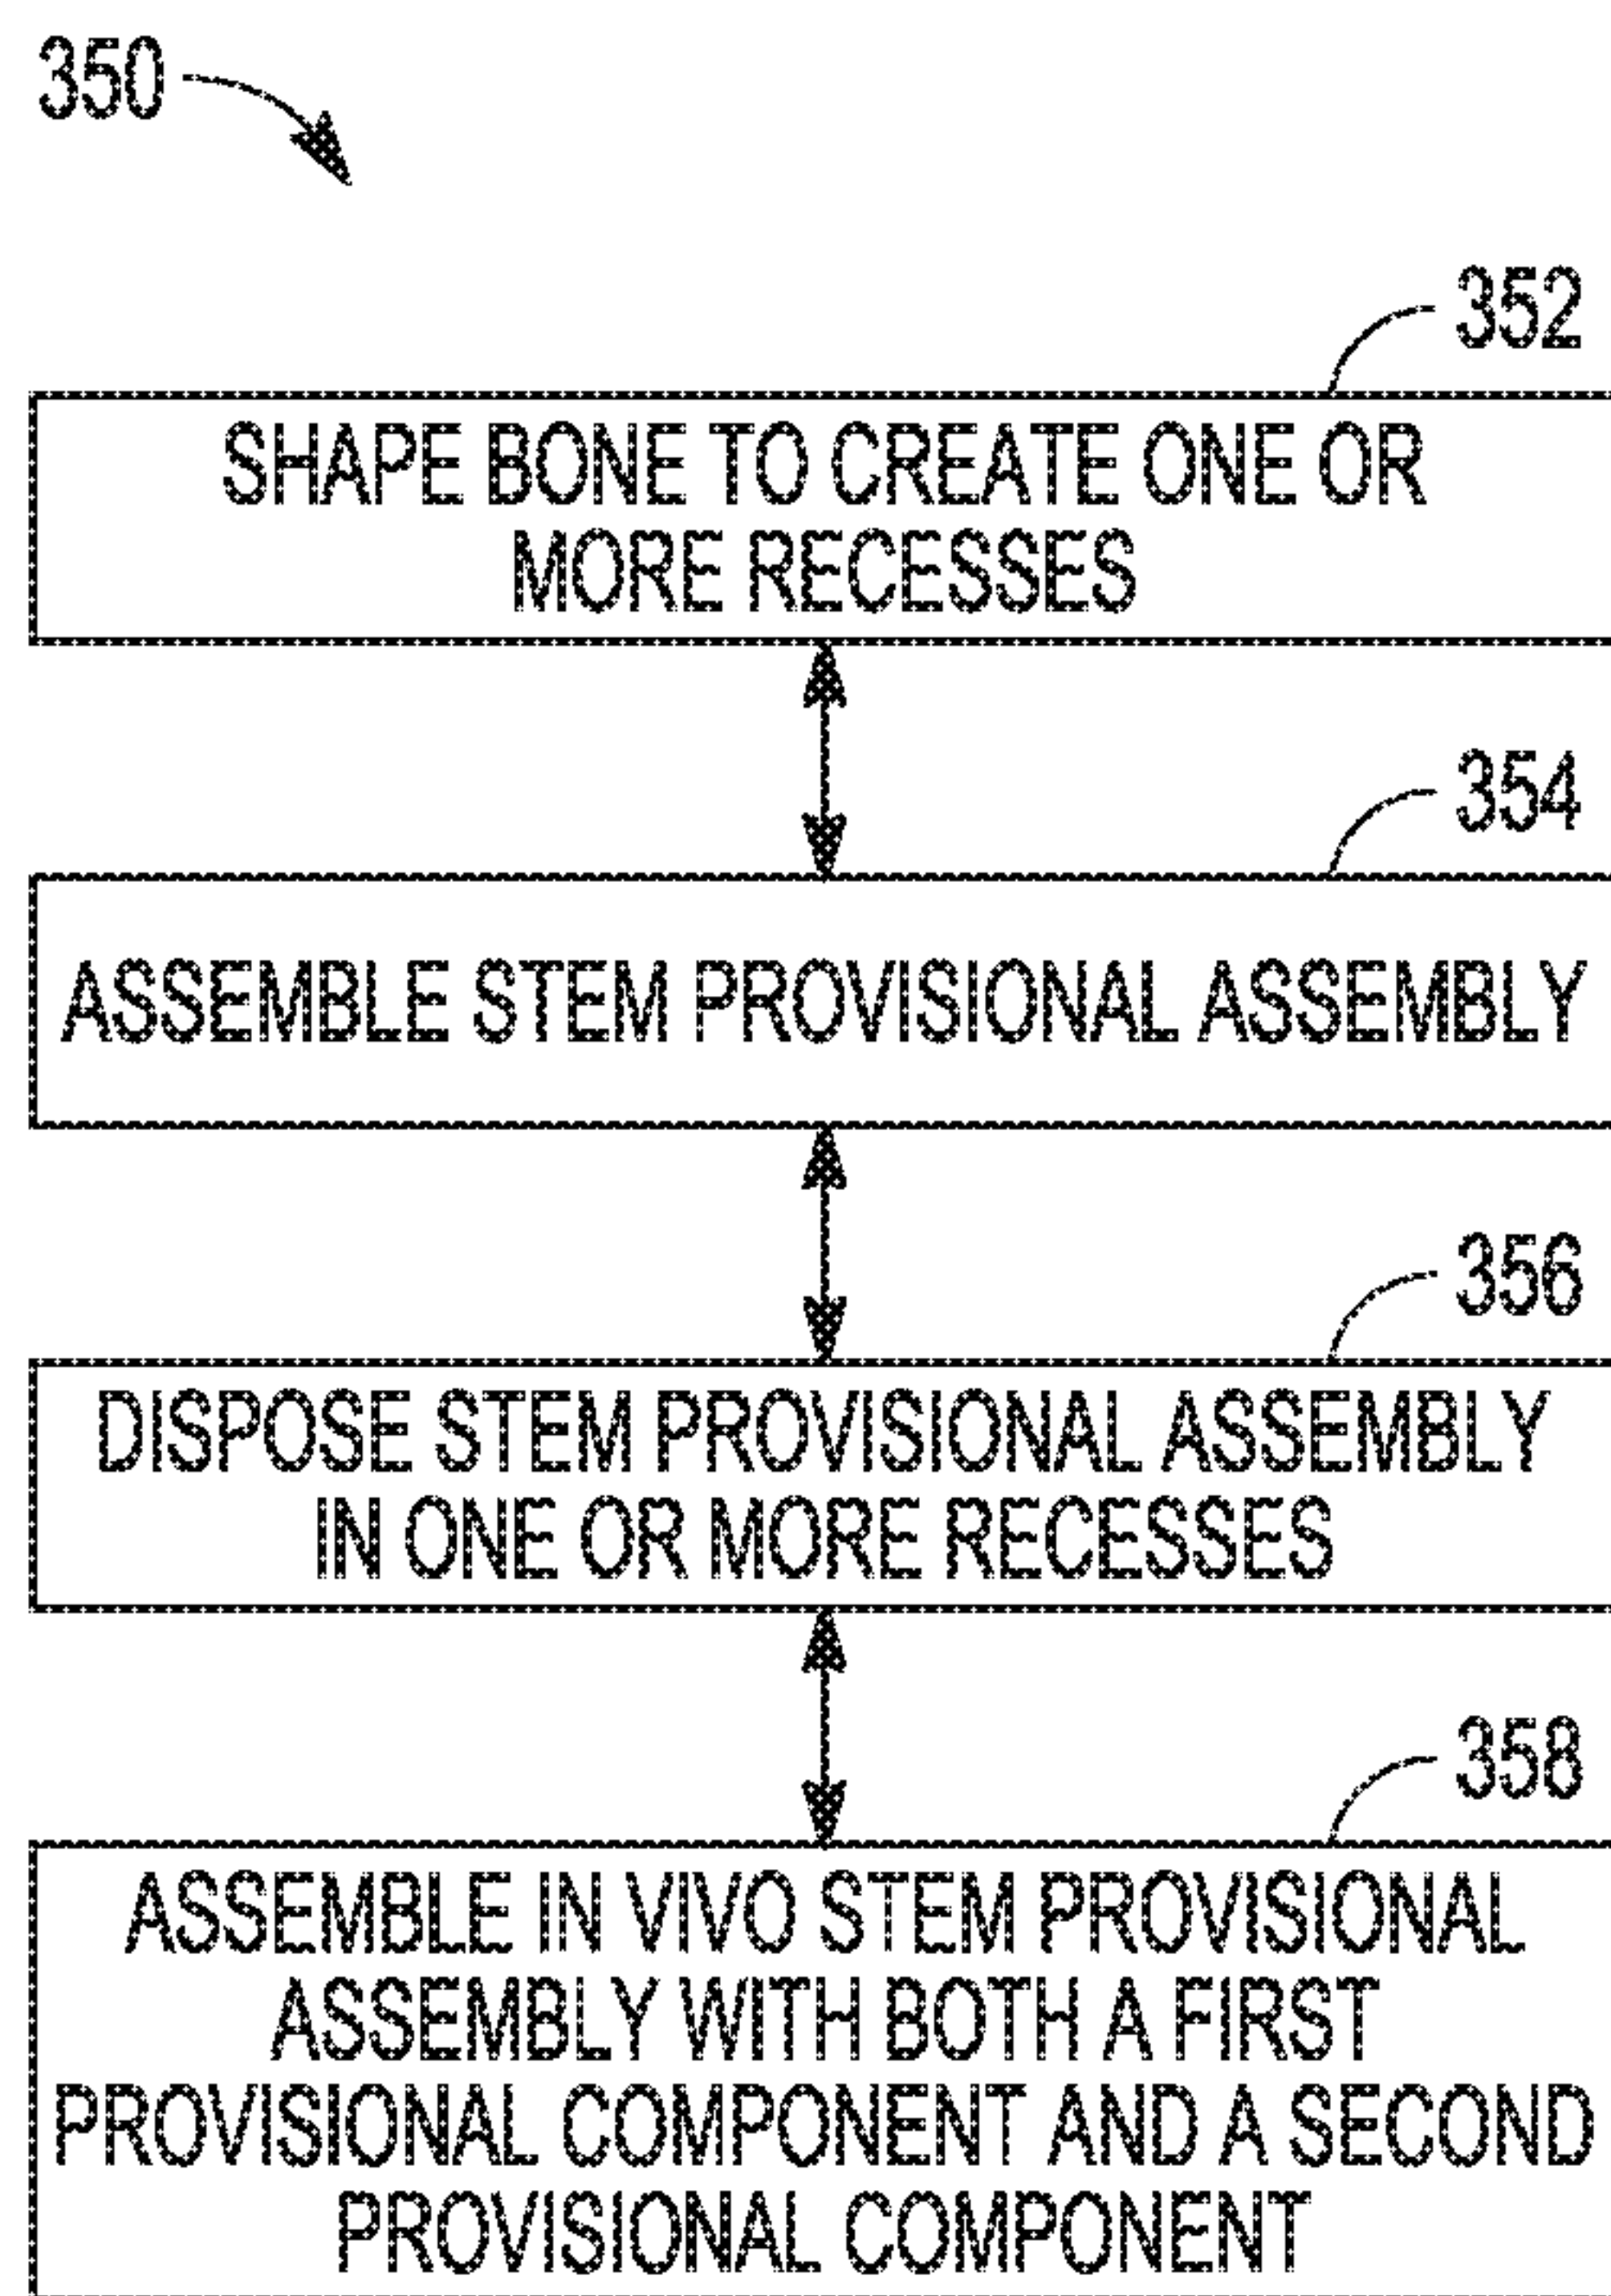 350
352
SHAPE BONE TO CREATE ONE OR
MORE RECESSES
354
ASSEMBLE STEM PROVISIONAL ASSEMBLY
356
DISPOSE STEM PROVISIONAL ASSEMBLY
IN ONE OR MORE RECESSES
358
ASSEMBLE IN VIVO STEM PROVISIONAL
ASSEMBLY WITH BOTH A FIRST
PROVISIONAL COMPONENT AND A SECOND
PROVISIONAL COMPONENT